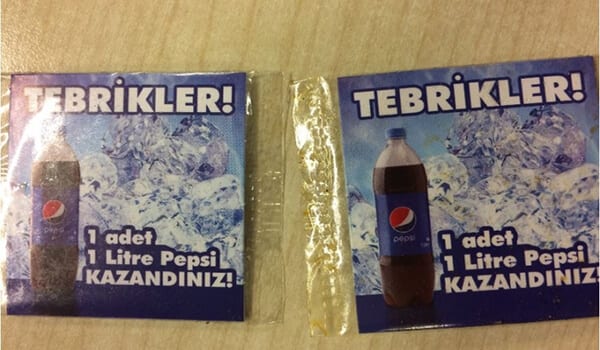 TEBRİKLER!
pepsi
1 adet
1 Litre Pepsi
KAZANDINIZ!
TEBRİKLER!
pepsi
1 adet
1 Litre Pepsi
KAZANDINIZ!